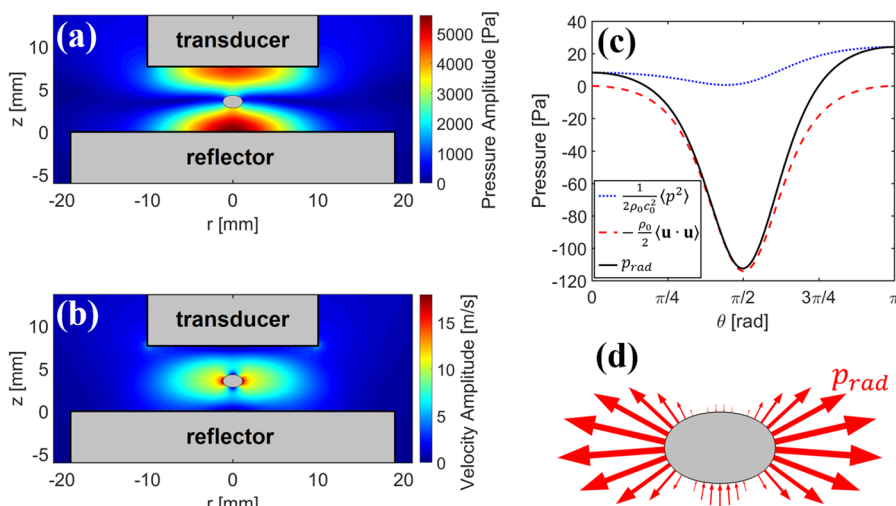 (a)
transducer
reflector
z [mm]
10
5
0
-5
-20
-10
0
10
20
r [mm]
5000
4000
3000
2000
1000
0
Pressure Amplitude [Pa]
(b)
transducer
reflector
z [mm]
10
5
0
-5
-20
-10
0
10
20
r [mm]
15
10
5
0
Velocity Amplitude [m/s]
(c)
Pressure [Pa]
40
20
0
-20
-40
-60
-80
-100
-120
0
π/4
π/2
3π/4
π
θ [rad]
1/(2ρ₀c₀²)⟨p²⟩
−ρ₀/2⟨u · u⟩
p_rad
(d)
p_rad